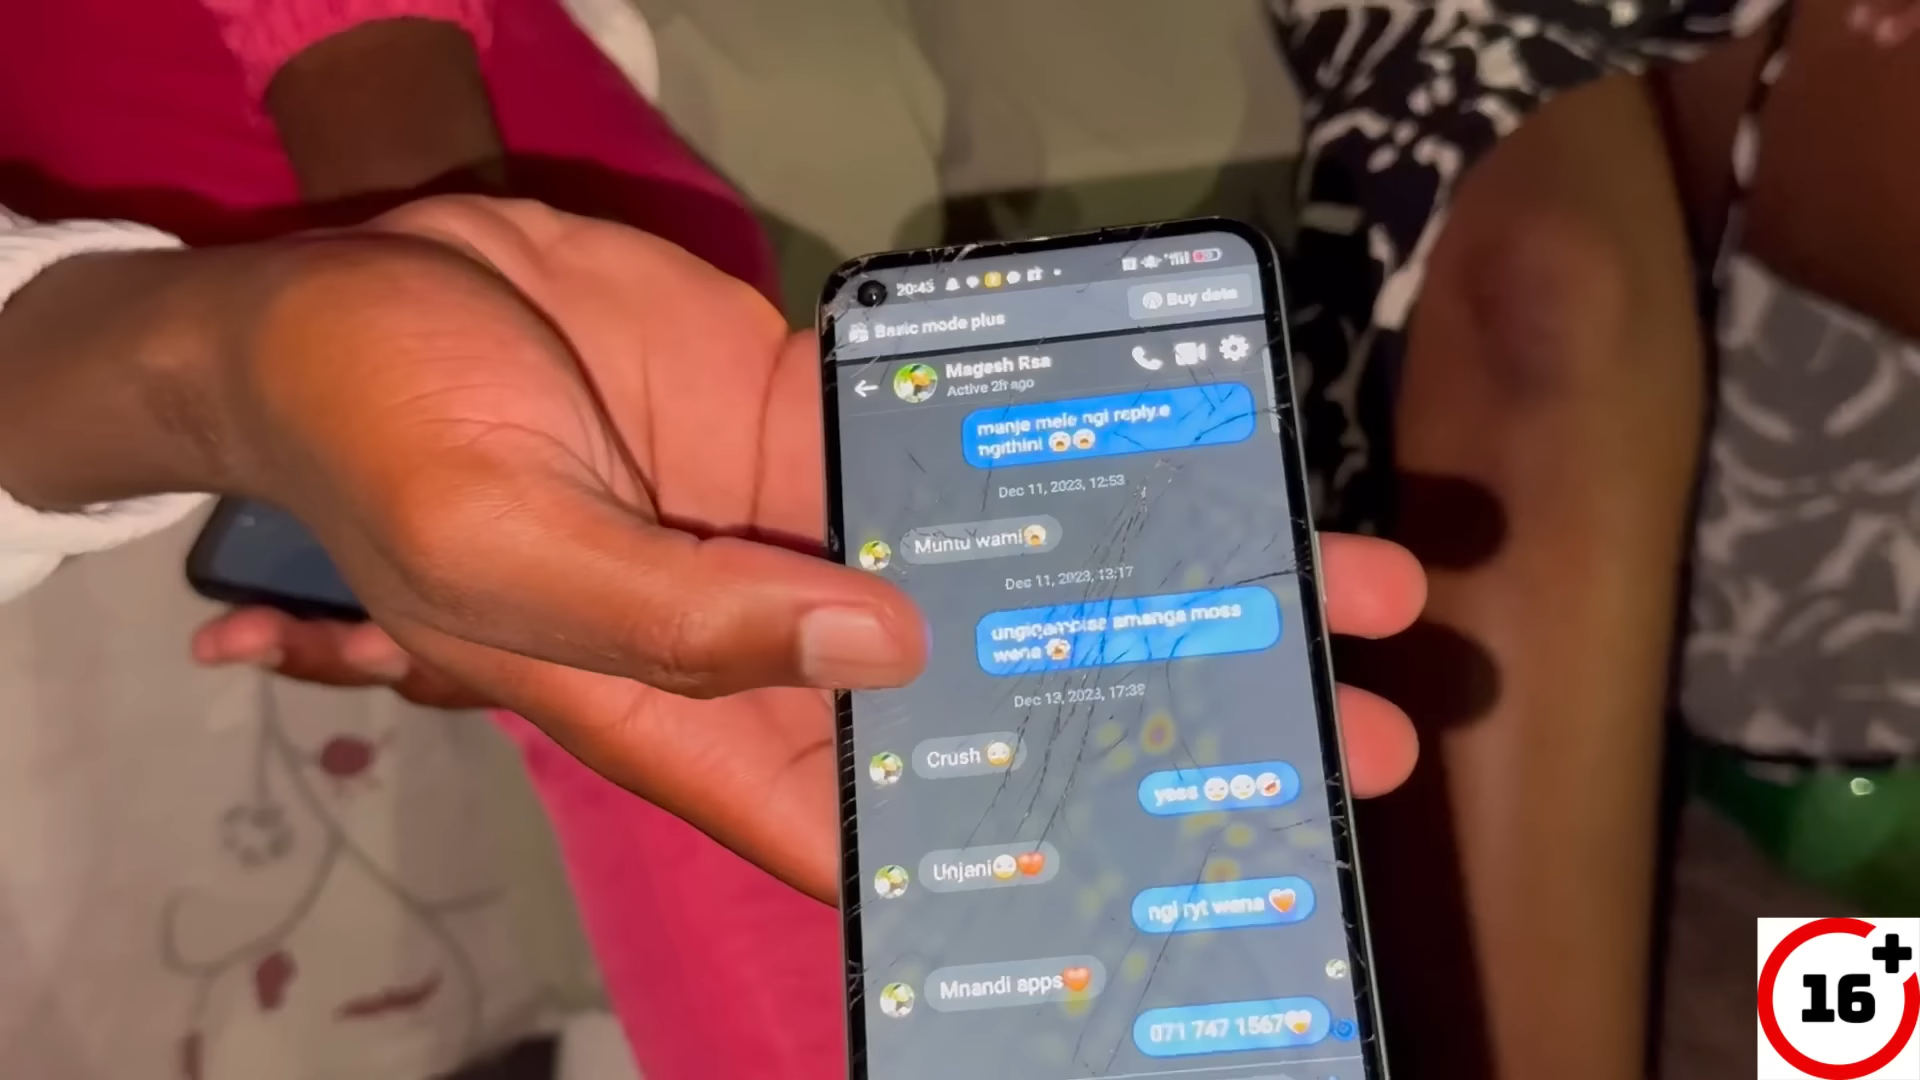 20:45
Buy data
Basic mode plus
Magesh Rsa
Active 2h ago
manje mele ngi reply.e
ngithini 😭😭
Dec 11, 2023, 12:53
Muntu wami😭
Dec 11, 2023, 13:17
amanga moss
wena
Dec 13, 2023, 17:38
Crush
yess
Unjani❤️
ngi ryt wena
Mnandi apps❤️
071 747 1567
16+